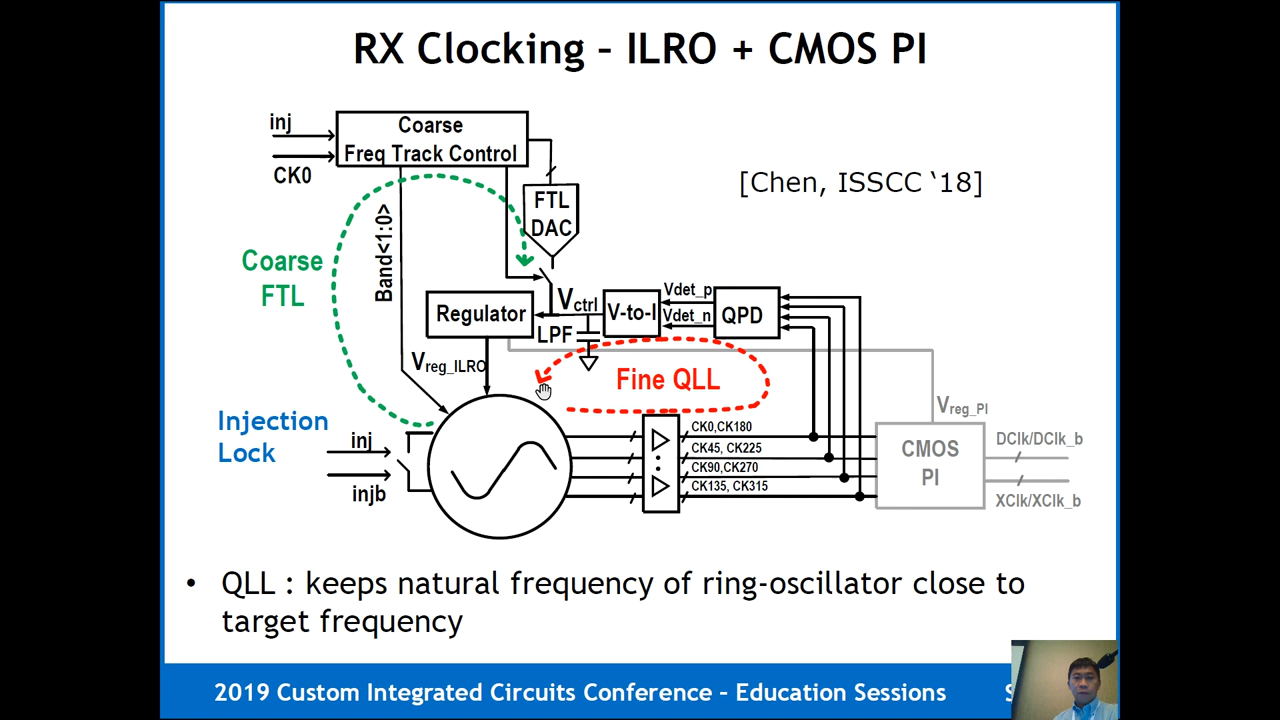 RX Clocking – ILRO + CMOS PI
inj
CK0
Coarse
Freq Track Control
[Chen, ISSCC ‘18]
FTL
DAC
Band<1:0>
Coarse
FTL
Regulator
Vctrl
LPF
V-to-I
Vdet_p
Vdet_n
QPD
Vreg_ILRO
Fine QLL
Vreg_PI
Injection
Lock
inj
injb
CK0,CK180
CK45, CK225
CK90,CK270
CK135, CK315
CMOS
PI
DClk/DClk_b
XClk/XClk_b
• QLL : keeps natural frequency of ring-oscillator close to
target frequency
2019 Custom Integrated Circuits Conference – Education Sessions